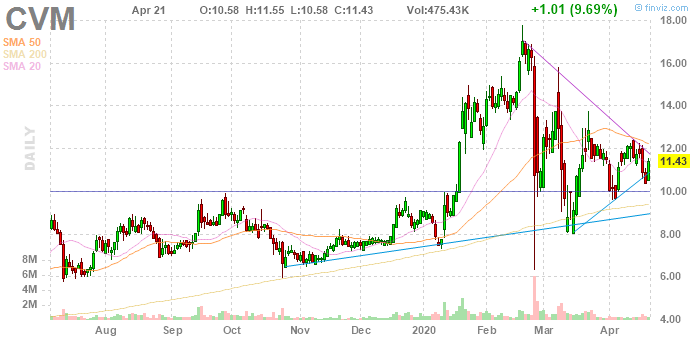 CVM Apr 21 O:10.58 H:11.55 L:10.58 C:11.43 Vol:475.43K +1.01 (9.69%) © finviz.com
SMA 50
SMA 200
SMA 20
DAILY
18.00
16.00
14.00
12.00
11.43
10.00
8.00
6.00
4.00
8M
6M
4M
2M
Aug Sep Oct Nov Dec 2020 Feb Mar Apr